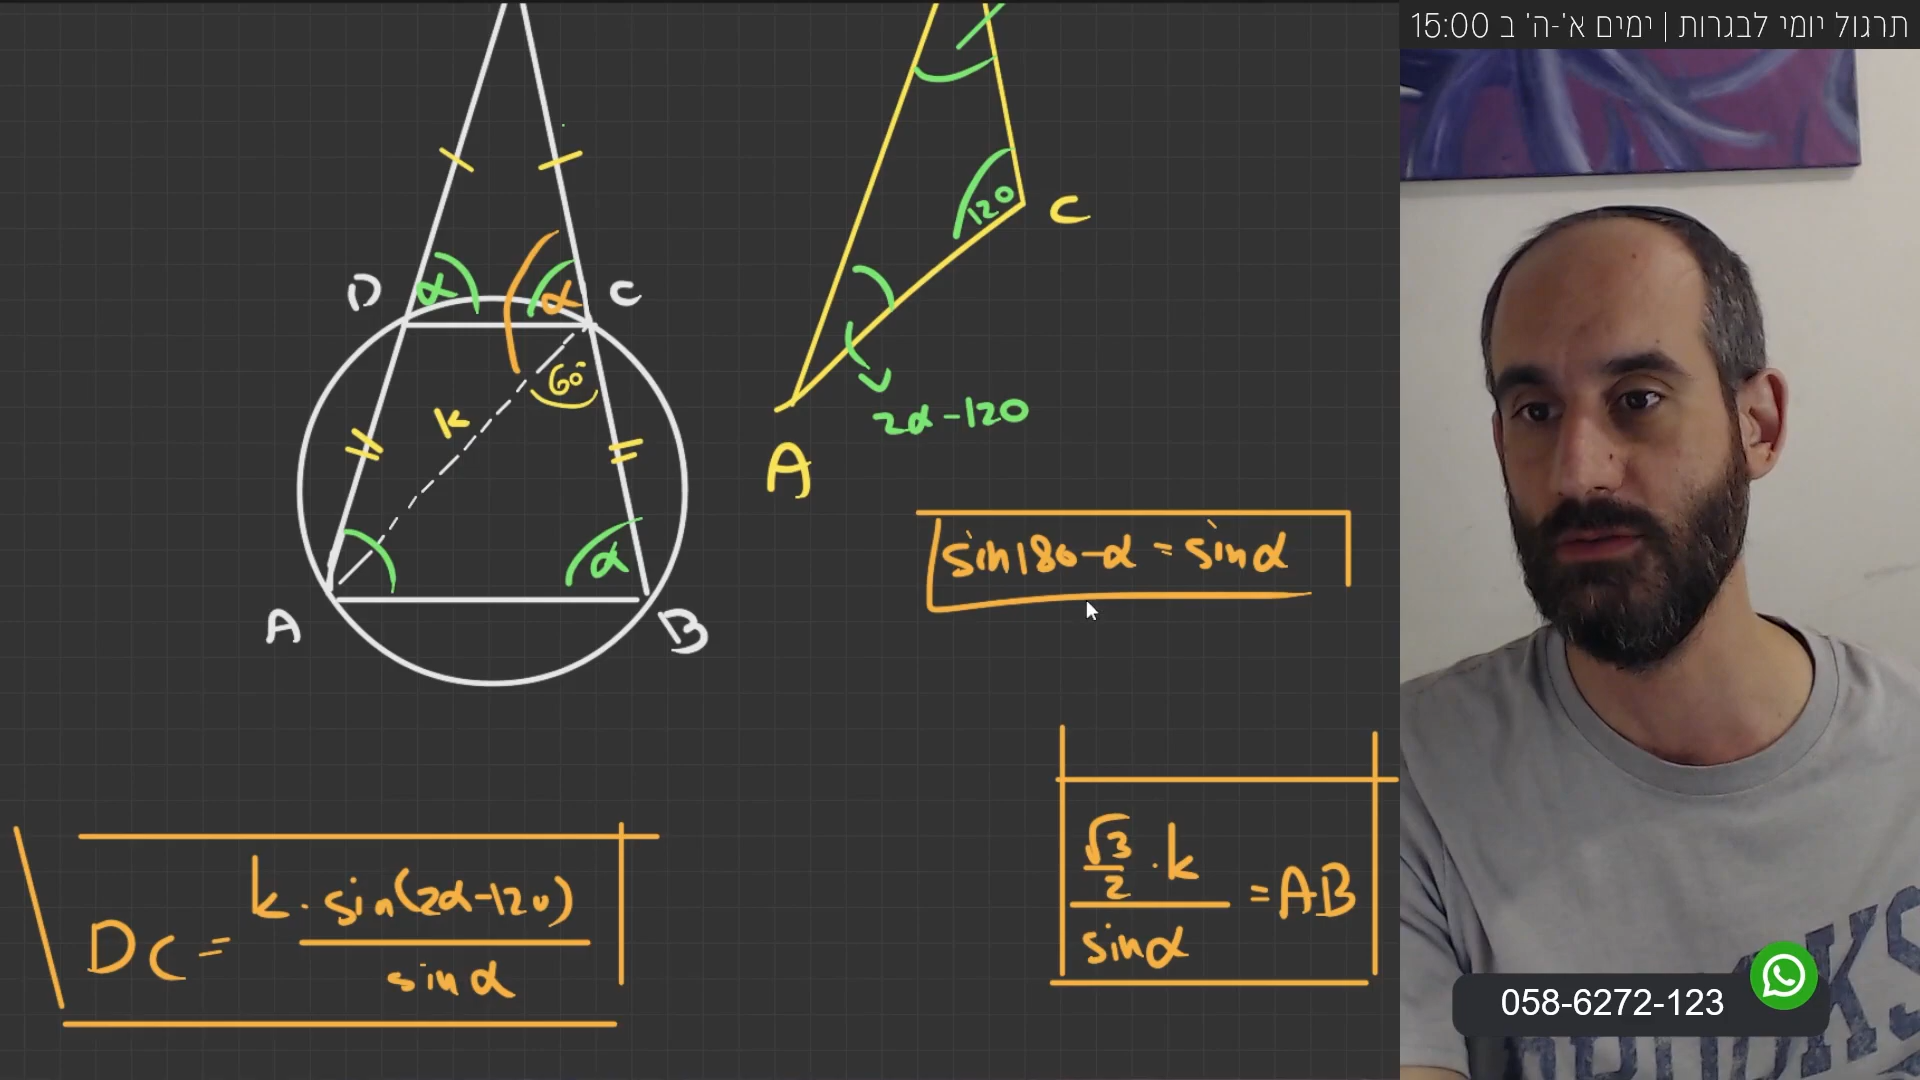 תרגול יומי לבגרות | ימים א'-ה' ב 15:00
D
α
α
C
120
C
60°
k
2α-120
A
α
A
B
sin180-α = sinα
DC = k · sin(2α-120)
sinα
√3
2
· k
= AB
sinα
058-6272-123